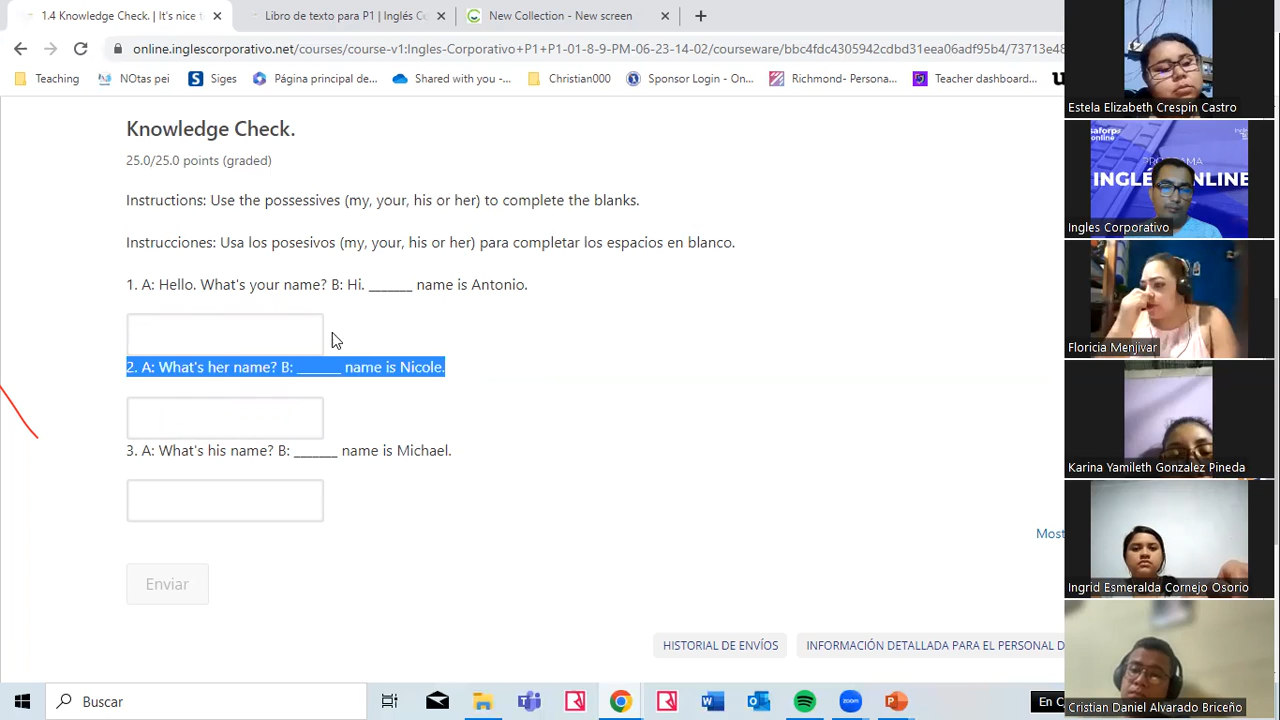 1.4 Knowledge Check. | It's nice t
Libro de texto para P1 | Inglés Co
New Collection - New screen
online.inglescorporativo.net/courses/course-v1:Ingles-Corporativo+P1+P1-01-8-9-PM-06-23-14-02/courseware/bbc4fdc4305942cdbd31eea06adf95b4/73713e48
Teaching
NOtas pei
Siges
Página principal de...
Shared with you -...
Christian000
Sponsor Login - On...
Richmond- Persona...
Teacher dashboard...
Knowledge Check.
25.0/25.0 points (graded)
Instructions: Use the possessives (my, your, his or her) to complete the blanks.
Instrucciones: Usa los posesivos (my, your, his or her) para completar los espacios en blanco.
1. A: Hello. What's your name? B: Hi. _______ name is Antonio.
2. A: What's her name? B: _______ name is Nicole.
3. A: What's his name? B: _______ name is Michael.
Most
Enviar
HISTORIAL DE ENVÍOS
INFORMACIÓN DETALLADA PARA EL PERSONAL D
Buscar
En C
Estela Elizabeth Crespin Castro
INGLÉS ONLINE
Ingles Corporativo
Floricia Menjivar
Karina Yamileth Gonzalez Pineda
Ingrid Esmeralda Cornejo Osorio
Cristian Daniel Alvarado Briceño